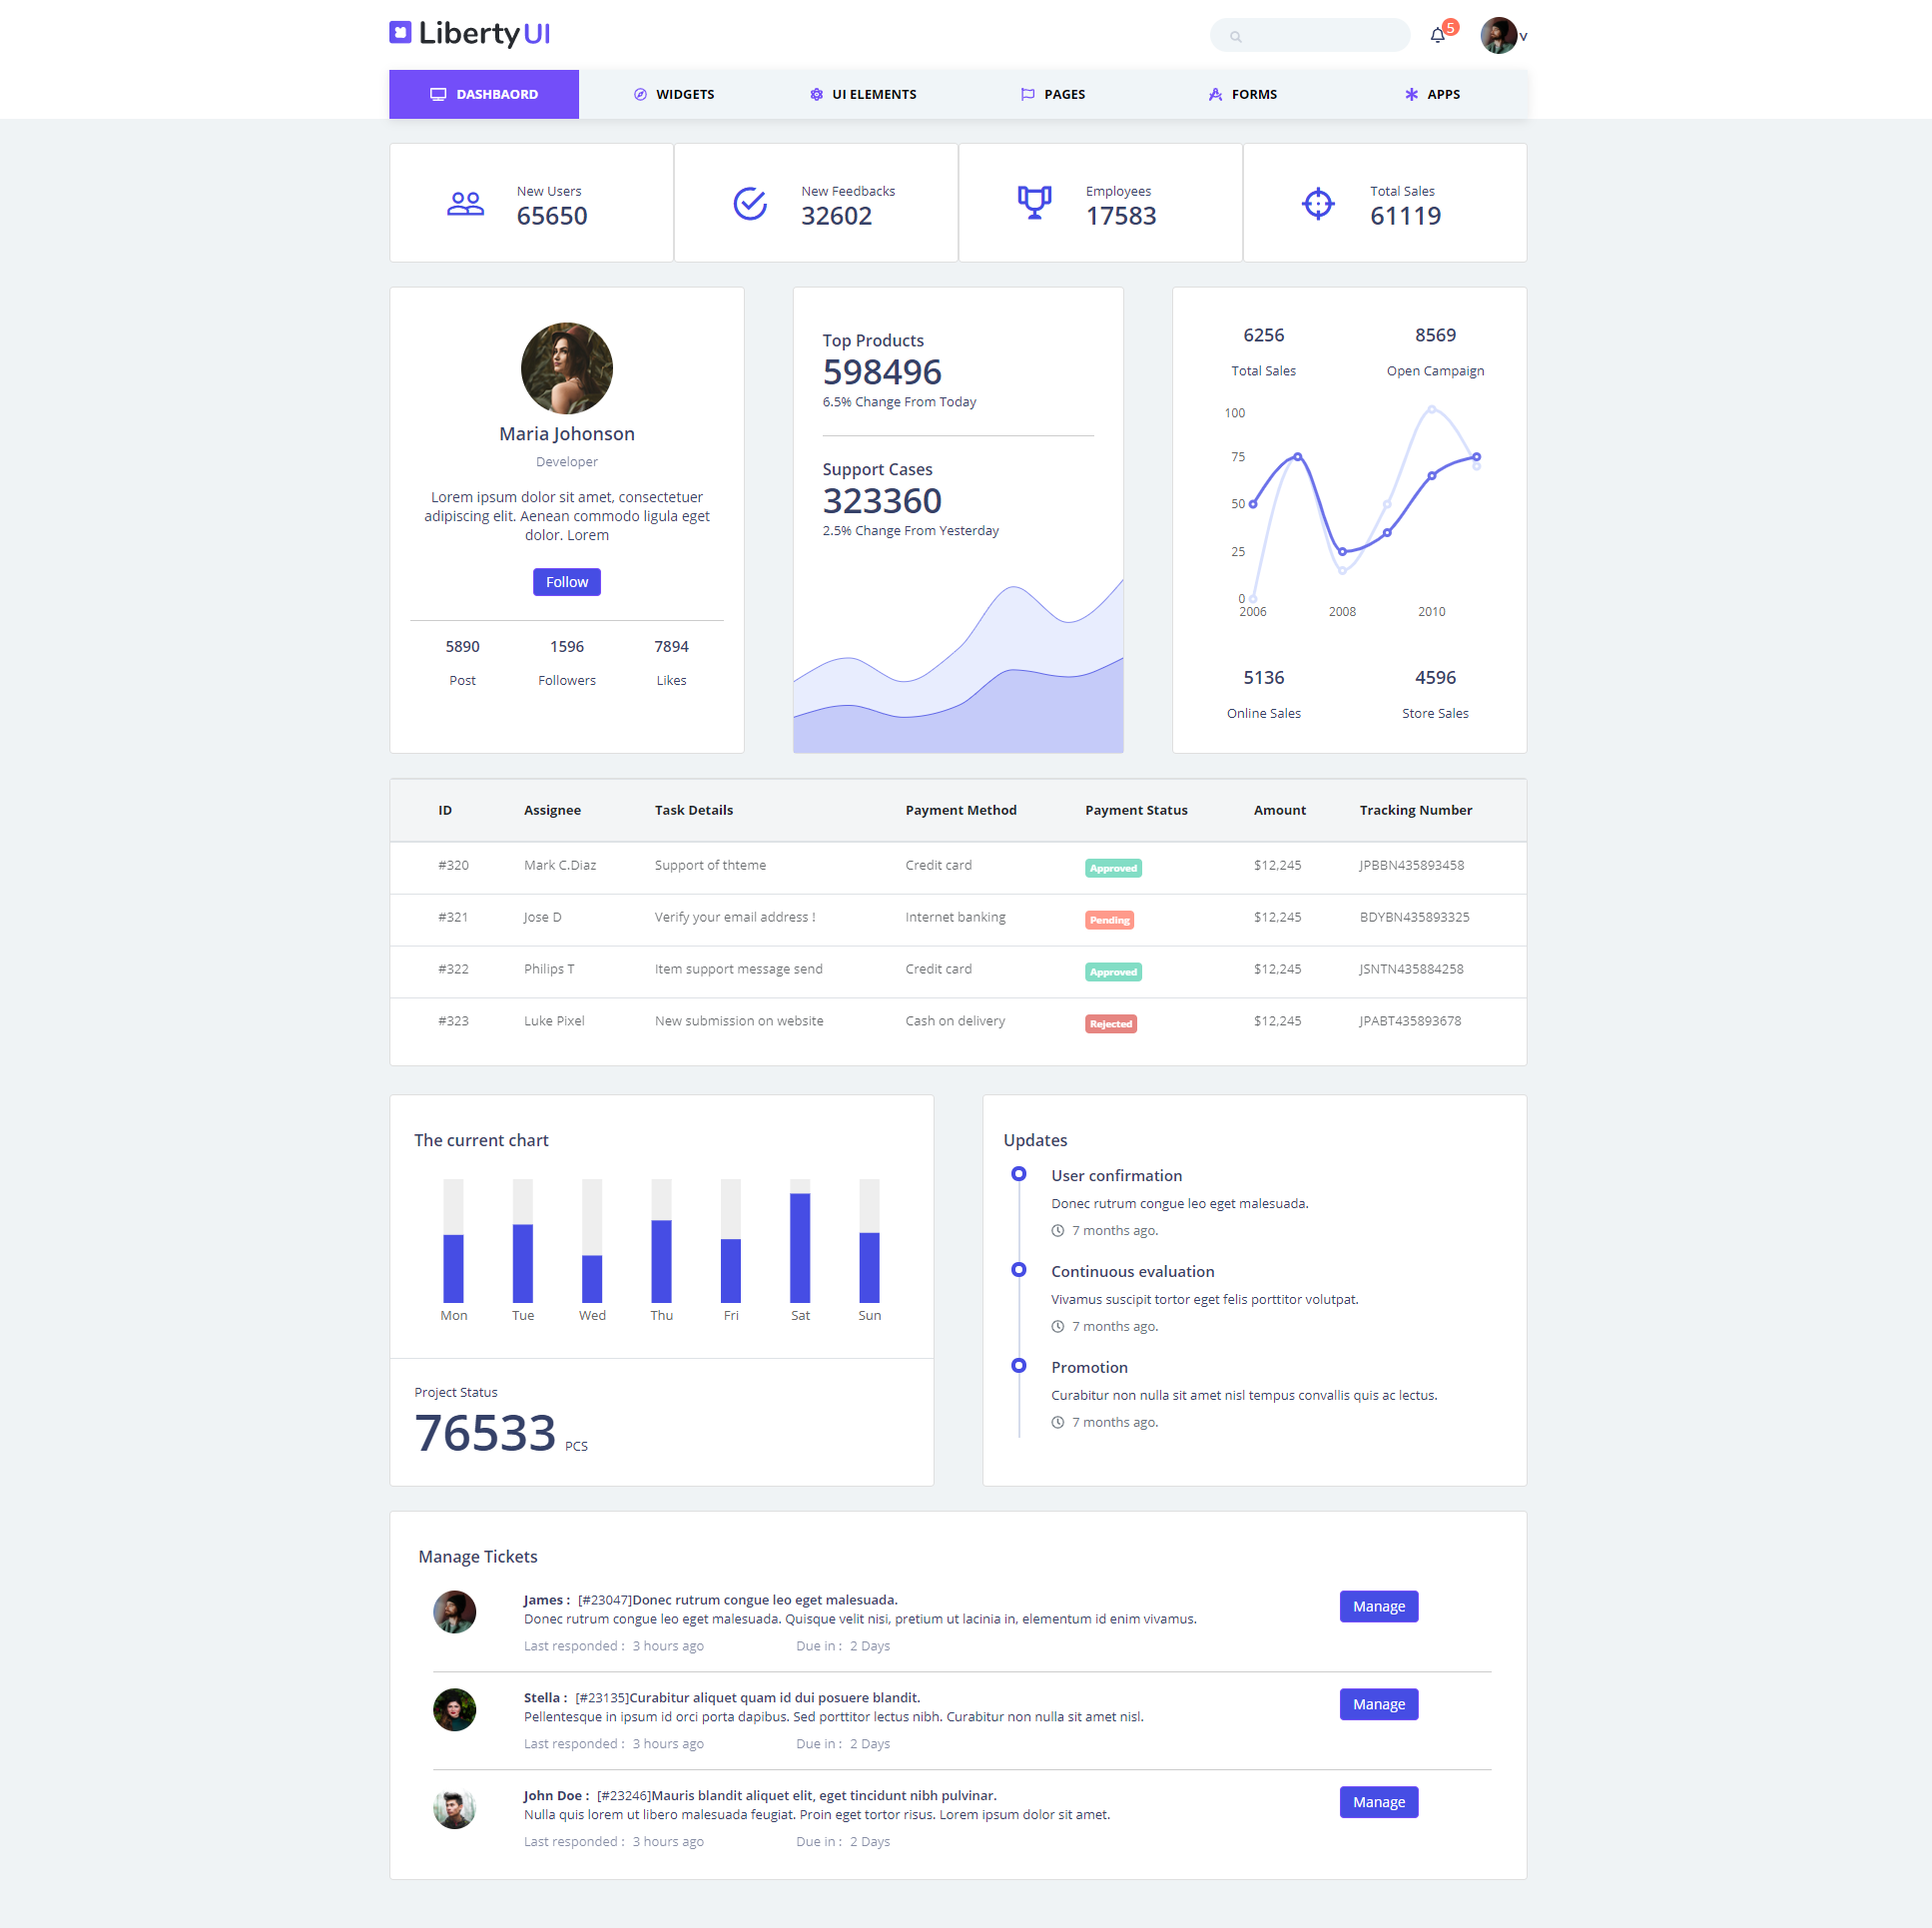 Liberty UI
5
v
DASHBAORD
WIDGETS
UI ELEMENTS
PAGES
FORMS
APPS
New Users
65650
New Feedbacks
32602
Employees
17583
Total Sales
61119
Maria Johonson
Developer
Lorem ipsum dolor sit amet, consectetuer
adipiscing elit. Aenean commodo ligula eget
dolor. Lorem
Follow
5890 1596 7894
Post Followers Likes
Top Products
598496
6.5% Change From Today
Support Cases
323360
2.5% Change From Yesterday
6256 8569
Total Sales Open Campaign
100
75
50
25
0
2006 2008 2010
5136 4596
Online Sales Store Sales
ID Assignee Task Details Payment Method Payment Status Amount Tracking Number
#320 Mark C.Diaz Support of thteme Credit card Approved $12,245 JPBBN435893458
#321 Jose D Verify your email address ! Internet banking Pending $12,245 BDYBN435893325
#322 Philips T Item support message send Credit card Approved $12,245 JSNTN435884258
#323 Luke Pixel New submission on website Cash on delivery Rejected $12,245 JPABT435893678
The current chart
Mon Tue Wed Thu Fri Sat Sun
Project Status
76533 PCS
Updates
User confirmation
Donec rutrum congue leo eget malesuada.
7 months ago.
Continuous evaluation
Vivamus suscipit tortor eget felis porttitor volutpat.
7 months ago.
Promotion
Curabitur non nulla sit amet nisl tempus convallis quis ac lectus.
7 months ago.
Manage Tickets
James : [#23047]Donec rutrum congue leo eget malesuada.
Donec rutrum congue leo eget malesuada. Quisque velit nisi, pretium ut lacinia in, elementum id enim vivamus.
Last responded : 3 hours ago Due in : 2 Days
Manage
Stella : [#23135]Curabitur aliquet quam id dui posuere blandit.
Pellentesque in ipsum id orci porta dapibus. Sed porttitor lectus nibh. Curabitur non nulla sit amet nisl.
Last responded : 3 hours ago Due in : 2 Days
Manage
John Doe : [#23246]Mauris blandit aliquet elit, eget tincidunt nibh pulvinar.
Nulla quis lorem ut libero malesuada feugiat. Proin eget tortor risus. Lorem ipsum dolor sit amet.
Last responded : 3 hours ago Due in : 2 Days
Manage